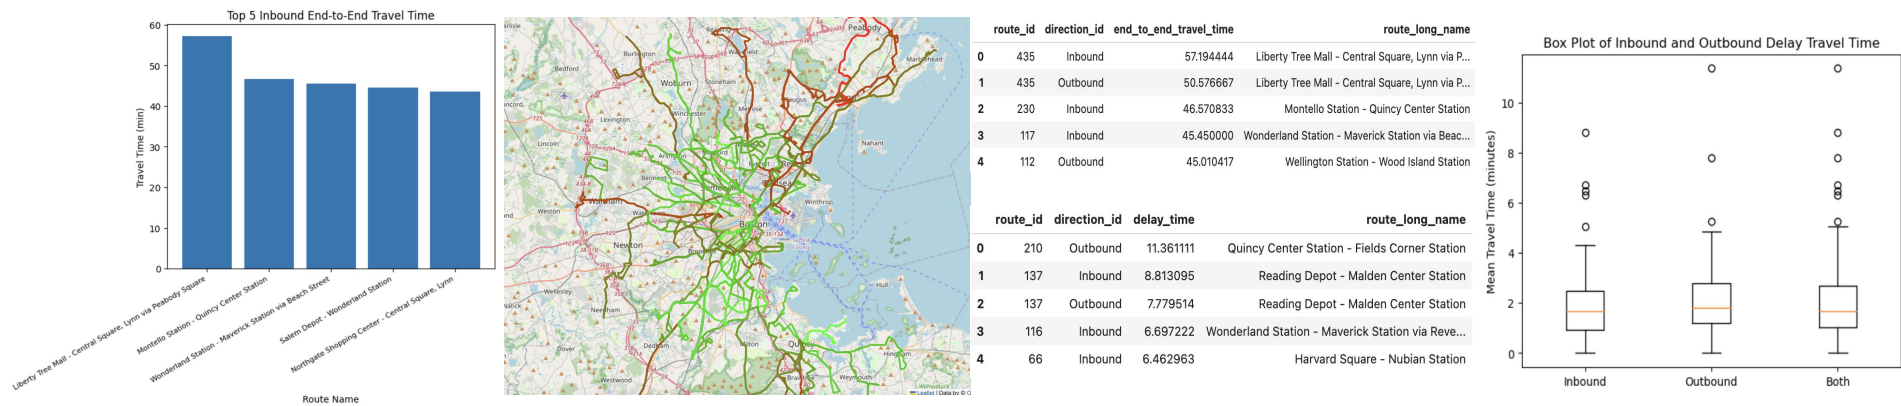 Top 5 Inbound End-to-End Travel Time
Travel Time (min)
60
50
40
30
20
10
0
Liberty Tree Mall - Central Square, Lynn via Peabody Square
Montello Station - Quincy Center Station
Wonderland Station - Maverick Station via Beach Street
Salem Depot - Wonderland Station
Northgate Shopping Center - Central Square, Lynn
Route Name
Peabody
Marblehead
Burlington
Bedford
Woburn
Stoneham
Lexington
Winchester
Melrose
Lincoln
Nahant
Arlington
Belmont
Weston
Winthrop
Boston
Newton
Wellesley
Needham
Hull
Dover
Dedham
Milton
Hingham
Westwood
Weymouth
Leaflet | Data by ©
route_id direction_id end_to_end_travel_time route_long_name
0 435 Inbound 57.194444 Liberty Tree Mall - Central Square, Lynn via P...
1 435 Outbound 50.576667 Liberty Tree Mall - Central Square, Lynn via P...
2 230 Inbound 46.570833 Montello Station - Quincy Center Station
3 117 Inbound 45.450000 Wonderland Station - Maverick Station via Beac...
4 112 Outbound 45.010417 Wellington Station - Wood Island Station
route_id direction_id delay_time route_long_name
0 210 Outbound 11.361111 Quincy Center Station - Fields Corner Station
1 137 Inbound 8.813095 Reading Depot - Malden Center Station
2 137 Outbound 7.779514 Reading Depot - Malden Center Station
3 116 Inbound 6.697222 Wonderland Station - Maverick Station via Reve...
4 66 Inbound 6.462963 Harvard Square - Nubian Station
Box Plot of Inbound and Outbound Delay Travel Time
Mean Travel Time (minutes)
10
8
6
4
2
0
Inbound Outbound Both